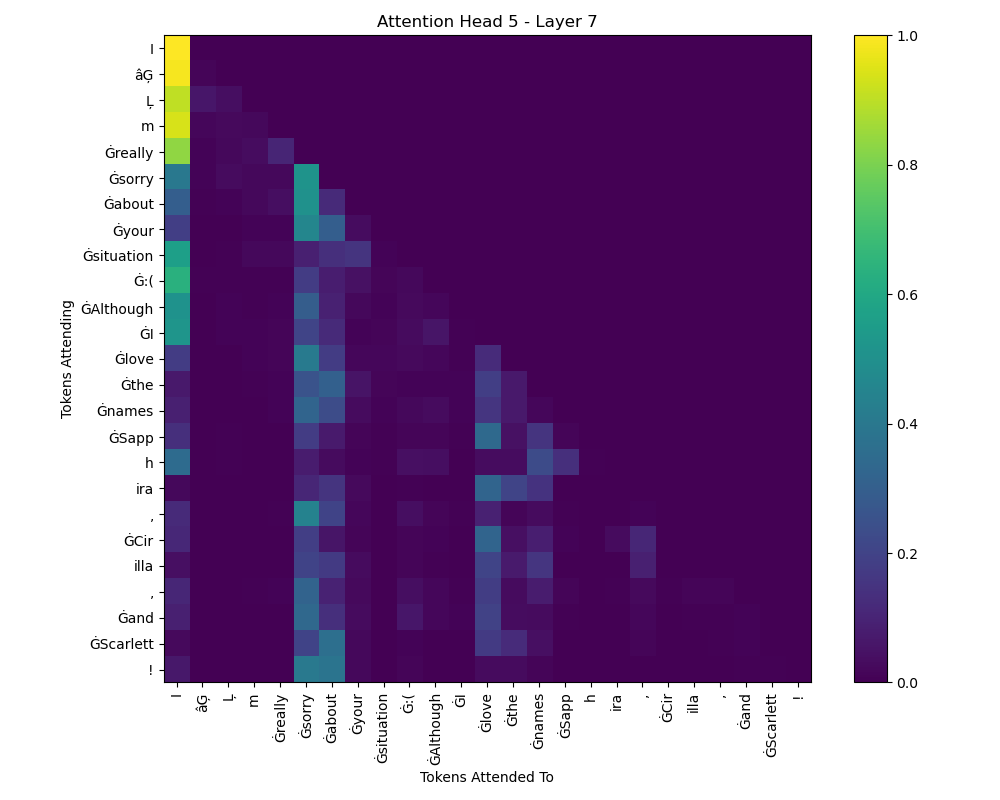 Attention Head 5 - Layer 7
Tokens Attending
I
âĢ
Ļ
m
Ġreally
Ġsorry
Ġabout
Ġyour
Ġsituation
Ġ:(
ĠAlthough
ĠI
Ġlove
Ġthe
Ġnames
ĠSapp
h
ira
,
ĠCir
illa
,
Ġand
ĠScarlett
!
I
âĢ
Ļ
m
Ġreally
Ġsorry
Ġabout
Ġyour
Ġsituation
Ġ:(
ĠAlthough
ĠI
Ġlove
Ġthe
Ġnames
ĠSapp
h
ira
,
ĠCir
illa
,
Ġand
ĠScarlett
!
Tokens Attended To
1.0
0.8
0.6
0.4
0.2
0.0